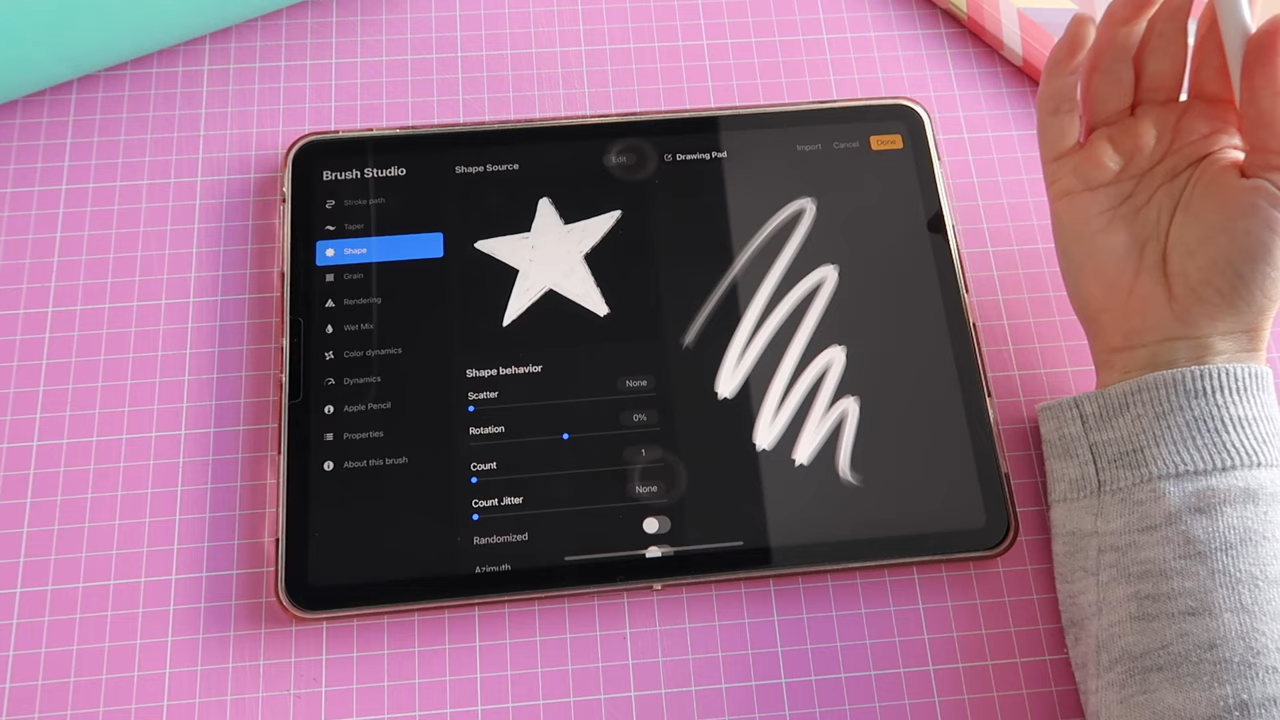 Brush Studio
Stroke path
Taper
Shape
Grain
Rendering
Wet Mix
Color dynamics
Dynamics
Apple Pencil
Properties
About this brush
Shape Source
Edit
Shape behavior
Scatter
None
Rotation
0%
Count
1
Count Jitter
None
Randomized
Azimuth
Drawing Pad
Import
Cancel
Done